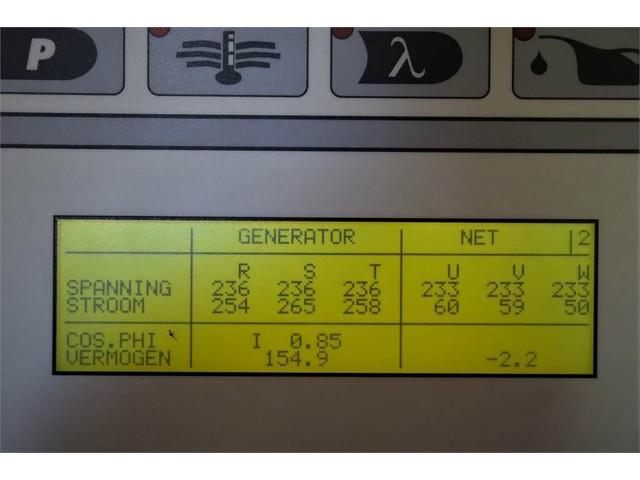 P
λ
GENERATOR NET 2
R S T U V W
SPANNING 236 236 236 233 233 233
STROOM 254 265 258 60 59 50
COS.PHI I 0.85
VERMOGEN 154.9 -2.2